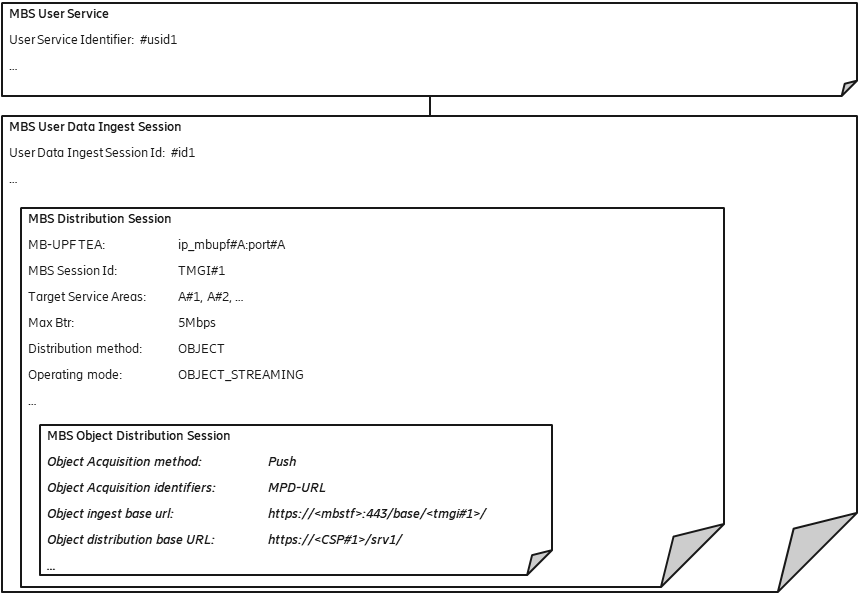 MBS User Service
User Service Identifier: #usid1
...
MBS User Data Ingest Session
User Data Ingest Session Id: #id1
...
MBS Distribution Session
MB-UPF TEA: ip_mbupf#A:port#A
MBS Session Id: TMGI#1
Target Service Areas: A#1, A#2, ...
Max Btr: 5Mbps
Distribution method: OBJECT
Operating mode: OBJECT_STREAMING
...
MBS Object Distribution Session
Object Acquisition method: Push
Object Acquisition identifiers: MPD-URL
Object ingest base url: https://<mbstf>:443/base/<tmgi#1>/
Object distribution base URL: https://<CSP#1>/srv1/
...